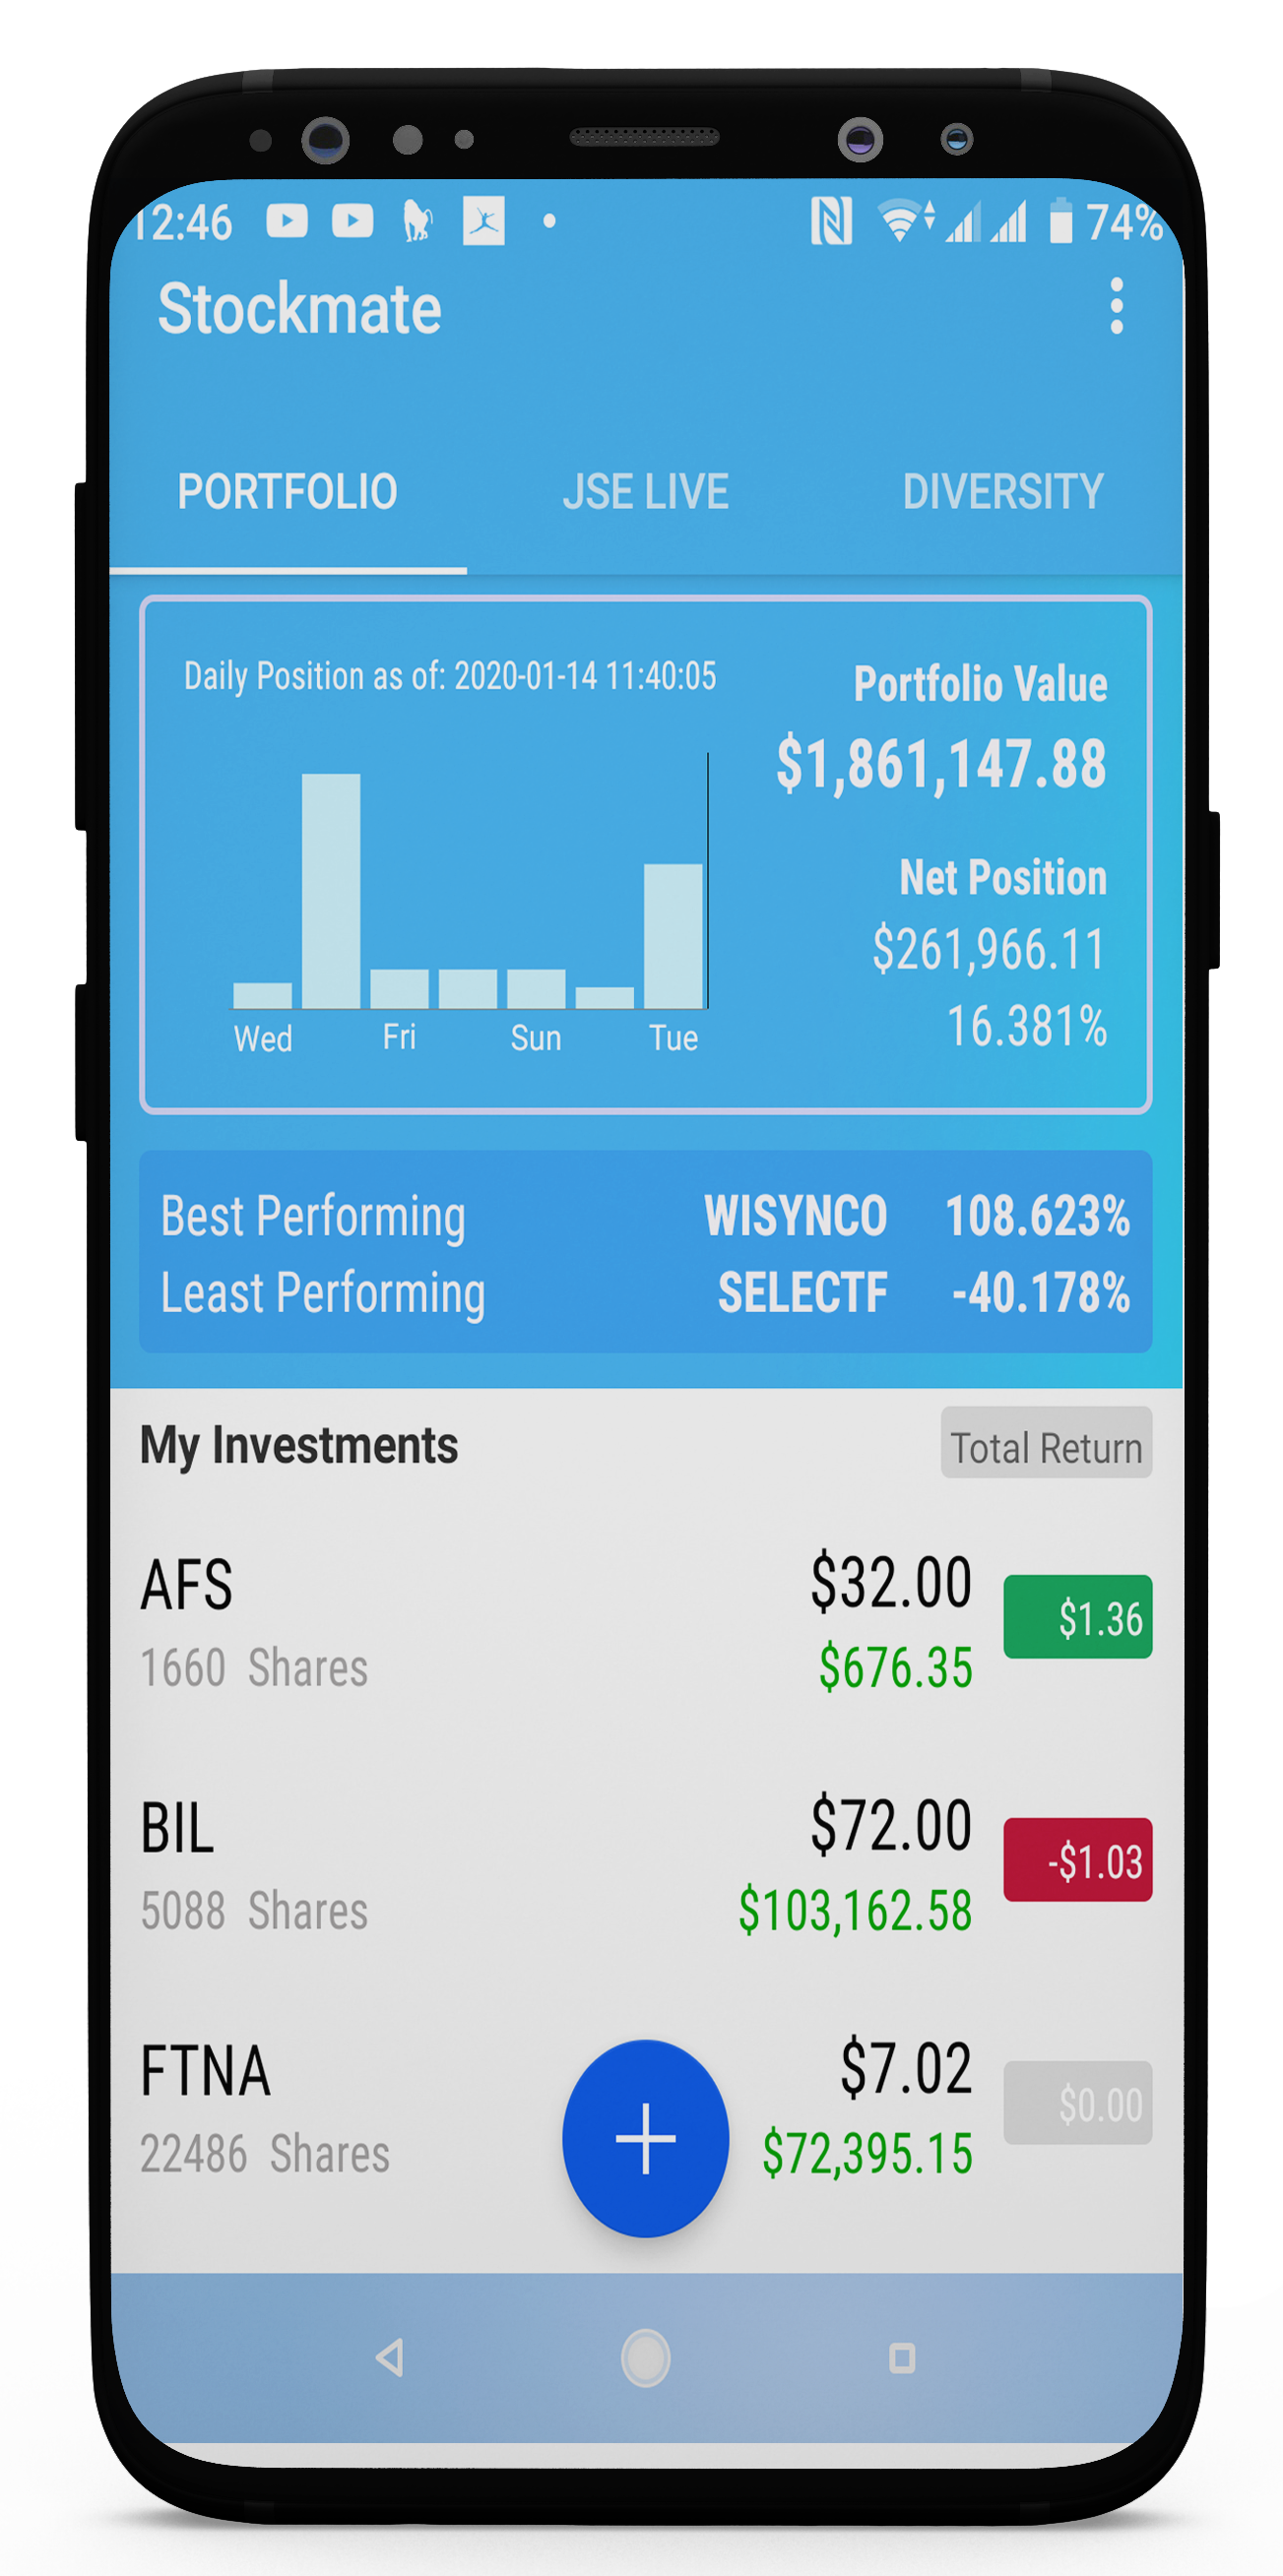 12:46 74%
Stockmate
PORTFOLIO JSE LIVE DIVERSITY
Daily Position as of: 2020-01-14 11:40:05
Wed Fri Sun Tue
Portfolio Value
$1,861,147.88
Net Position
$261,966.11
16.381%
Best Performing WISYNCO 108.623%
Least Performing SELECTF -40.178%
My Investments Total Return
AFS $32.00 $1.36
1660 Shares $676.35
BIL $72.00 -$1.03
5088 Shares $103,162.58
FTNA $7.02 $0.00
22486 Shares $72,395.15